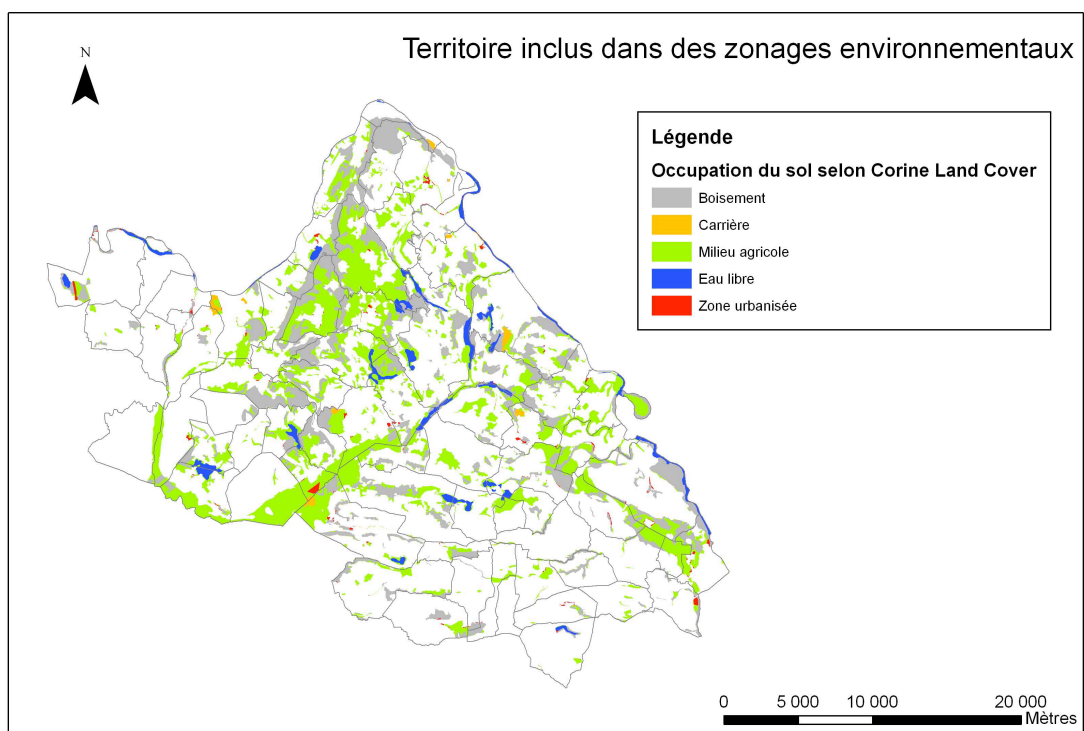 Territoire inclus dans des zonages environnementaux
N
Légende
Occupation du sol selon Corine Land Cover
Boisement
Carrière
Milieu agricole
Eau libre
Zone urbanisée
0 5 000 10 000 20 000
Mètres